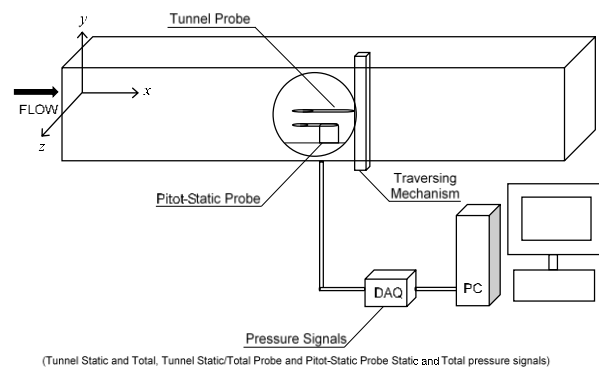 Tunnel Probe
y
x
FLOW
z
Pitot-Static Probe
Traversing
Mechanism
DAQ
PC
Pressure Signals
(Tunnel Static and Total, Tunnel Static/Total Probe and Pitot-Static Probe Static and Total pressure signals)